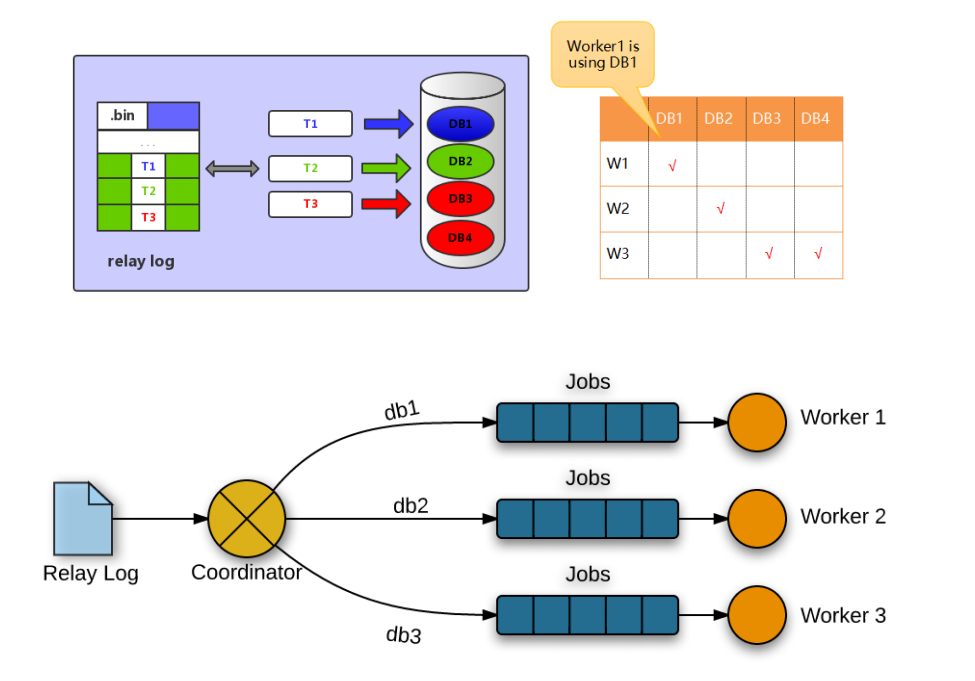 Worker1 is
using DB1
.bin
...
T1
T2
T3
relay log
T1
T2
T3
DB1
DB2
DB3
DB4
DB1 DB2 DB3 DB4
W1 √
W2 √
W3 √ √
Relay Log
Coordinator
db1
db2
db3
Jobs
Worker 1
Jobs
Worker 2
Jobs
Worker 3